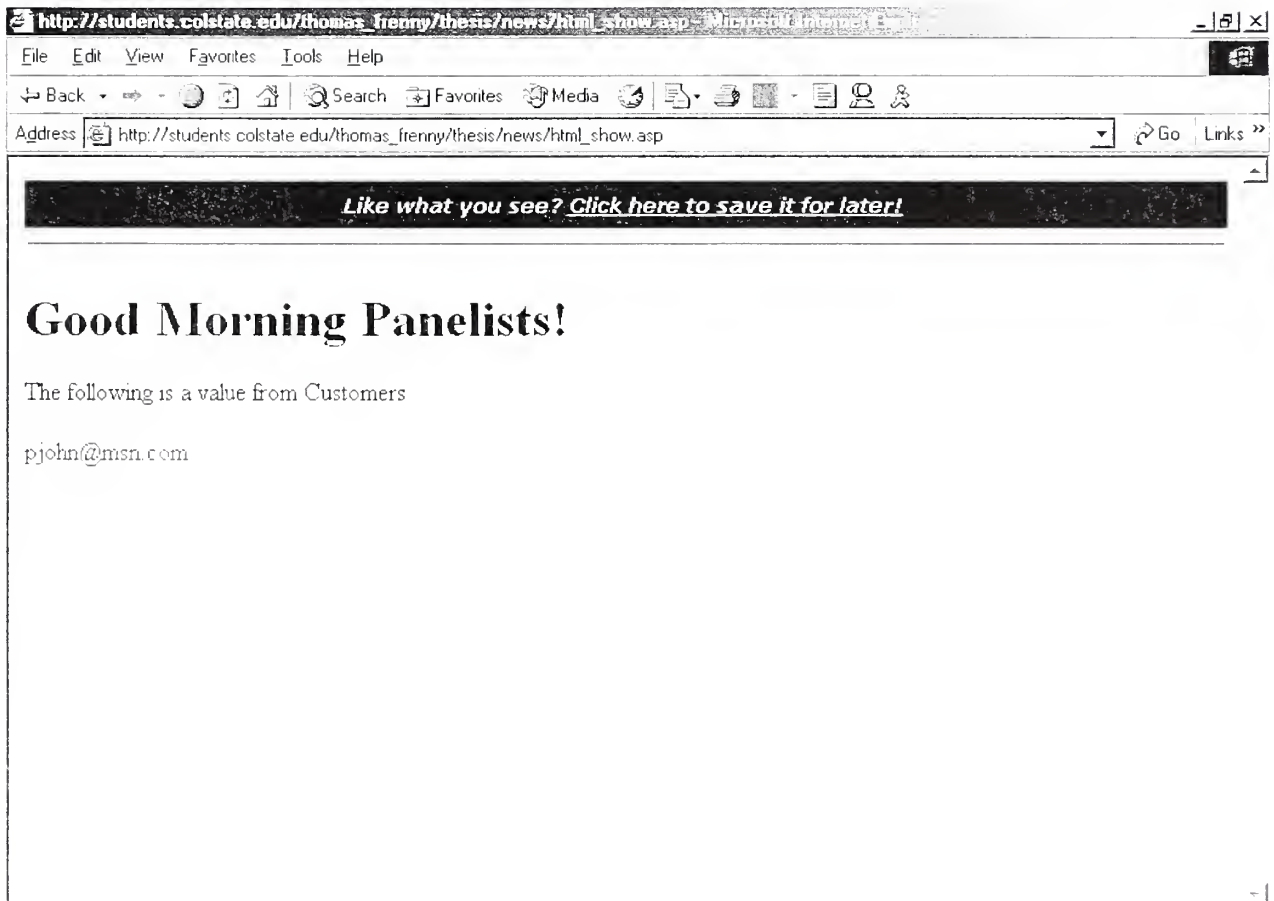 http://students.colstate.edu/thomas_frenny/thesis/news/html_show.asp - Microsoft Internet
File Edit View Favorites Tools Help
Back Search Favorites Media
Address http://students.colstate.edu/thomas_frenny/thesis/news/html_show.asp Go Links »
Like what you see? Click here to save it for later!
Good Morning Panelists!
The following is a value from Customers
pjohn@msn.com